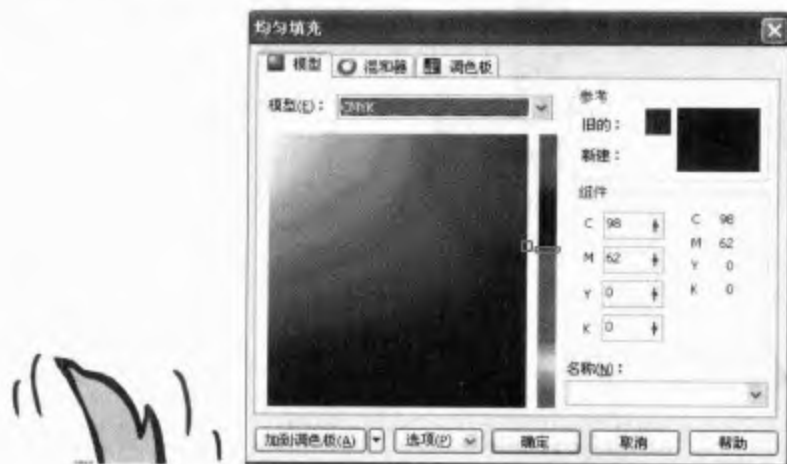 均匀填充
模型 混和器 调色板
模型(E)： CMYK
参考
旧的：
新建：
组件
C 98 C 98
M 62 M 62
Y 0 Y 0
K 0 K 0
名称(N)：
加到调色板(A) 选项(P) 确定 取消 帮助